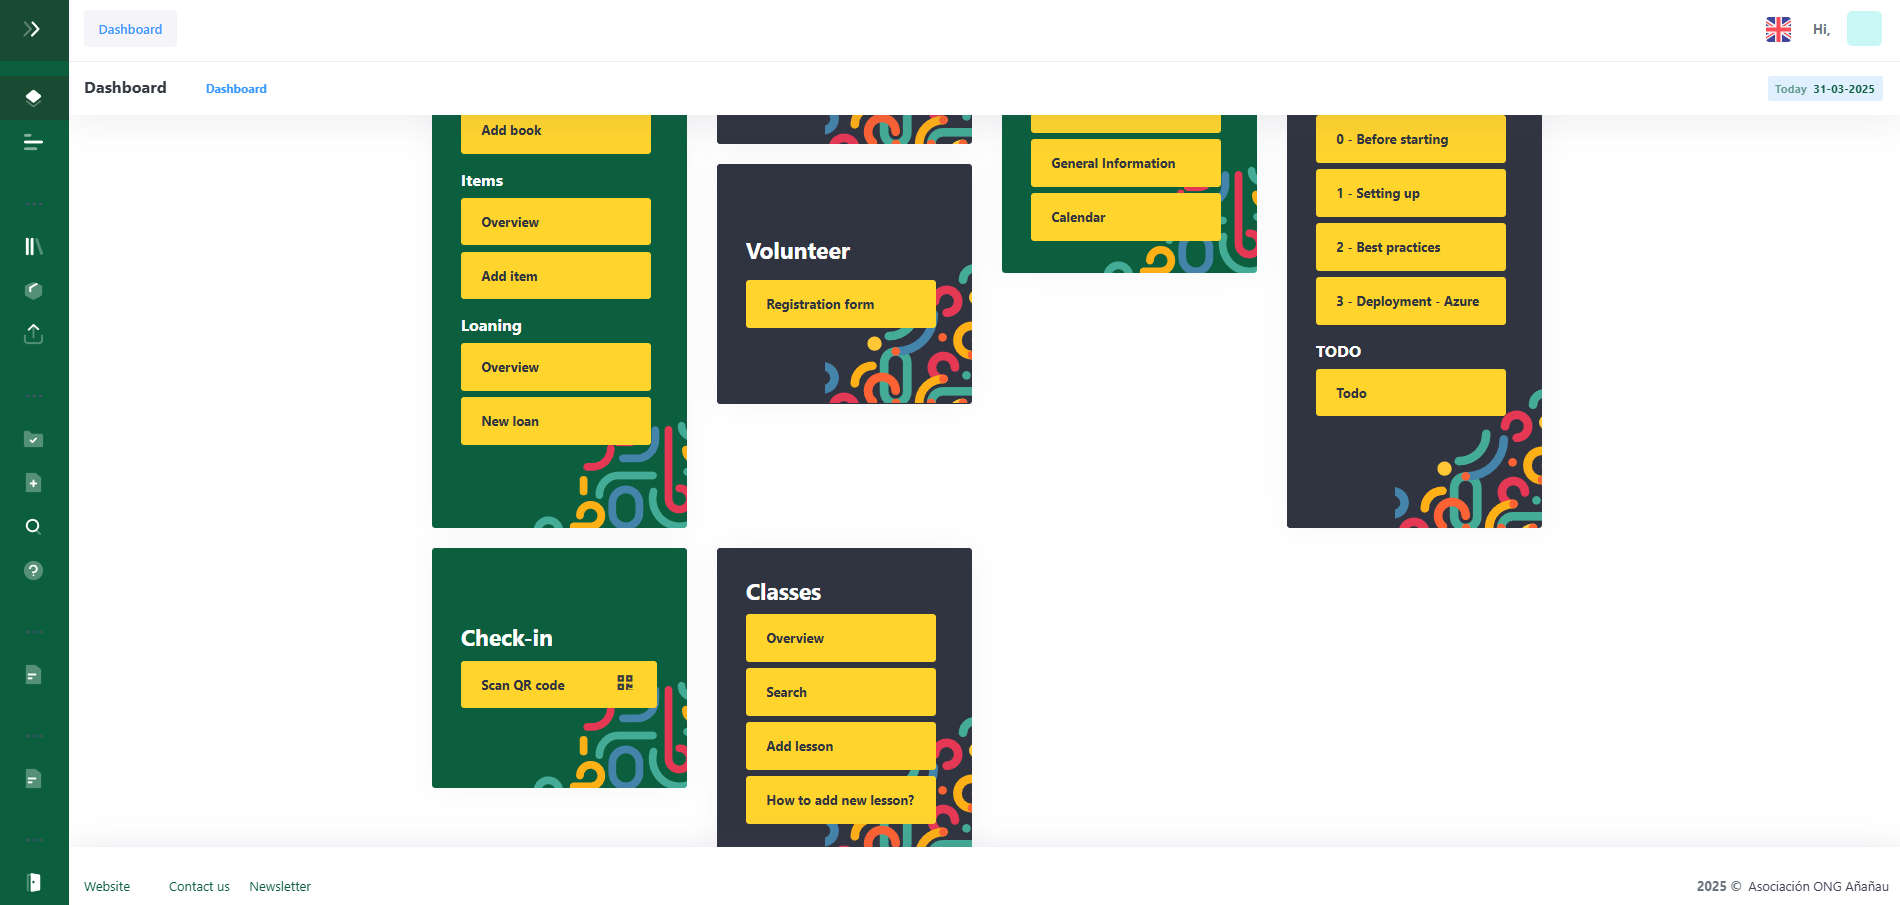 Dashboard
Hi,
Dashboard
Dashboard
Today 31-03-2025
Add book
Items
Overview
Add item
Loaning
Overview
New loan
Volunteer
Registration form
General Information
Calendar
0 - Before starting
1 - Setting up
2 - Best practices
3 - Deployment - Azure
TODO
Todo
Check-in
Scan QR code
Classes
Overview
Search
Add lesson
How to add new lesson?
Website
Contact us
Newsletter
2025 © Asociación ONG Añañau